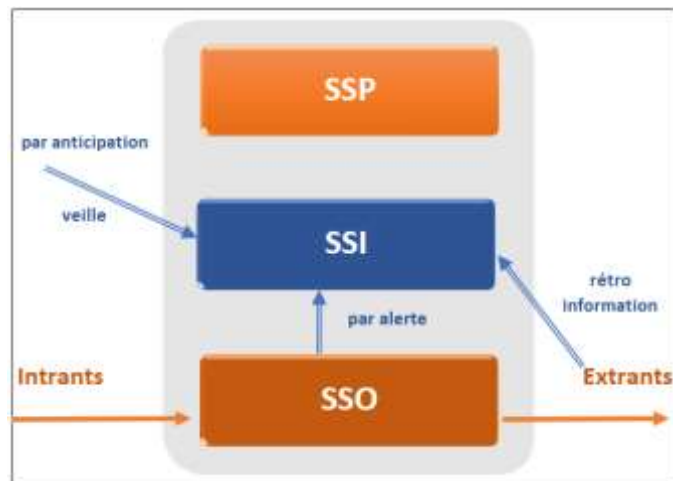 SSP
par anticipation
veille
SSI
rétro
information
par alerte
Intrants
SSO
Extrants